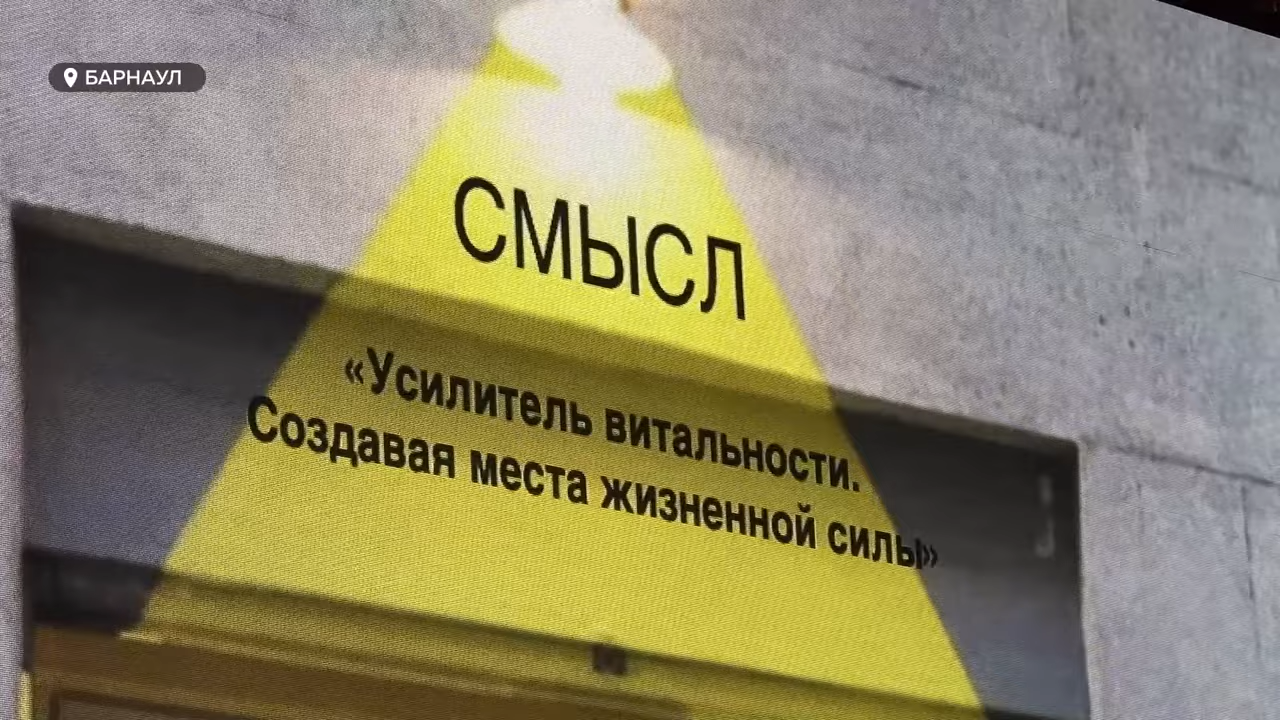 БАРНАУЛ
СМЫСЛ
«Усилитель витальности.
Создавая места жизненной силы»